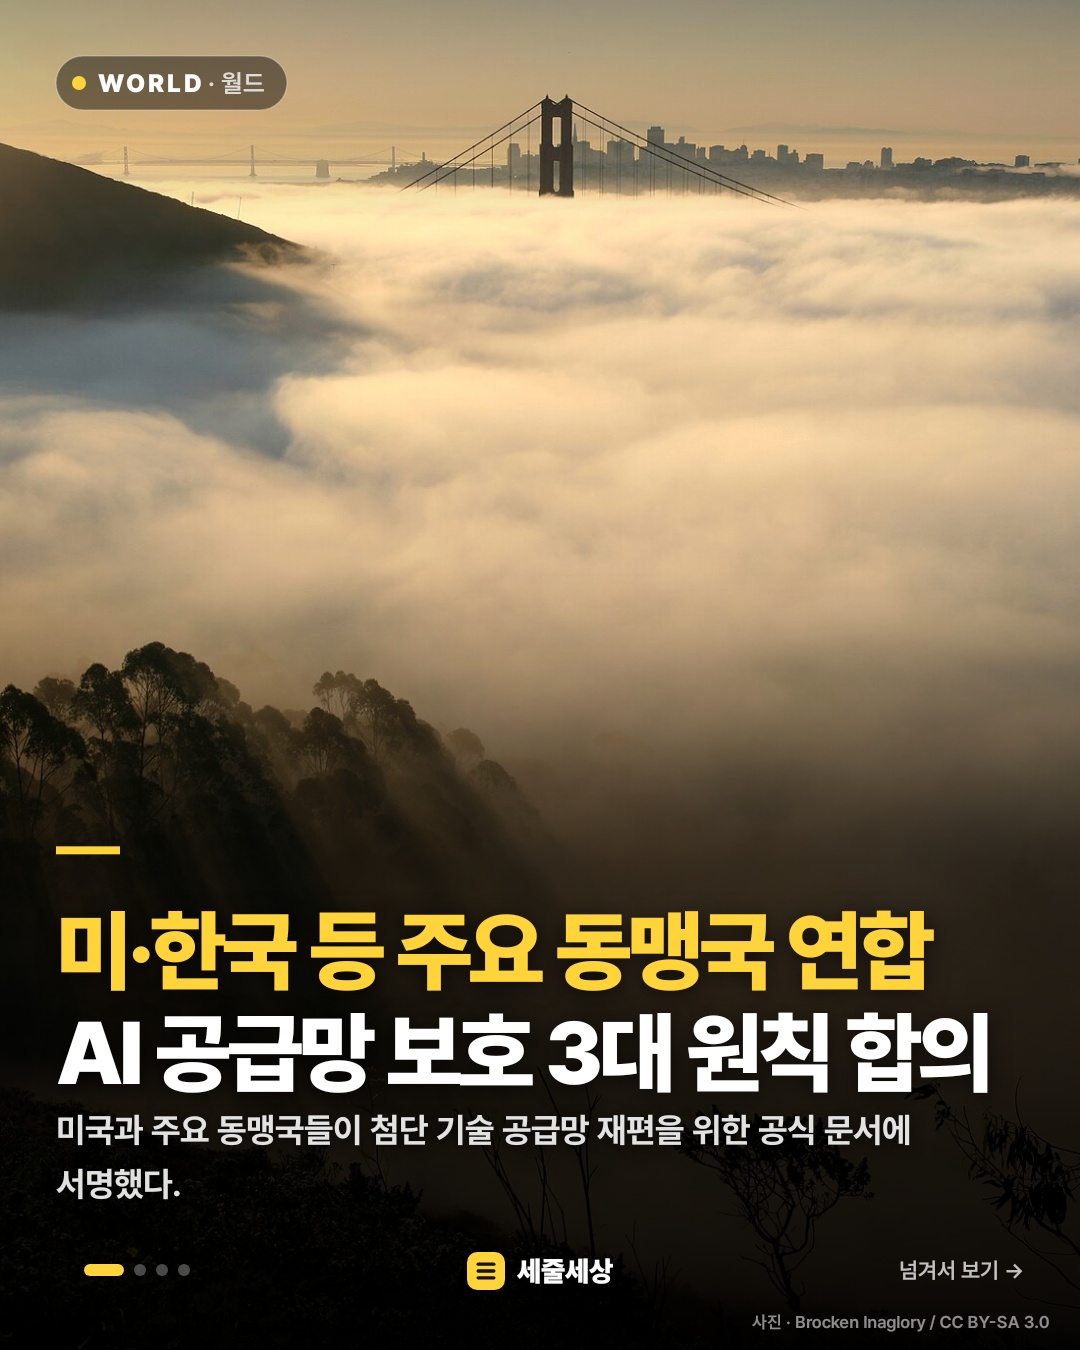 WORLD · 월드
미·한국 등 주요 동맹국 연합
AI 공급망 보호 3대 원칙 합의
미국과 주요 동맹국들이 첨단 기술 공급망 재편을 위한 공식 문서에
서명했다.
세줄세상
넘겨서 보기 →
사진 · Brocken Inaglory / CC BY-SA 3.0